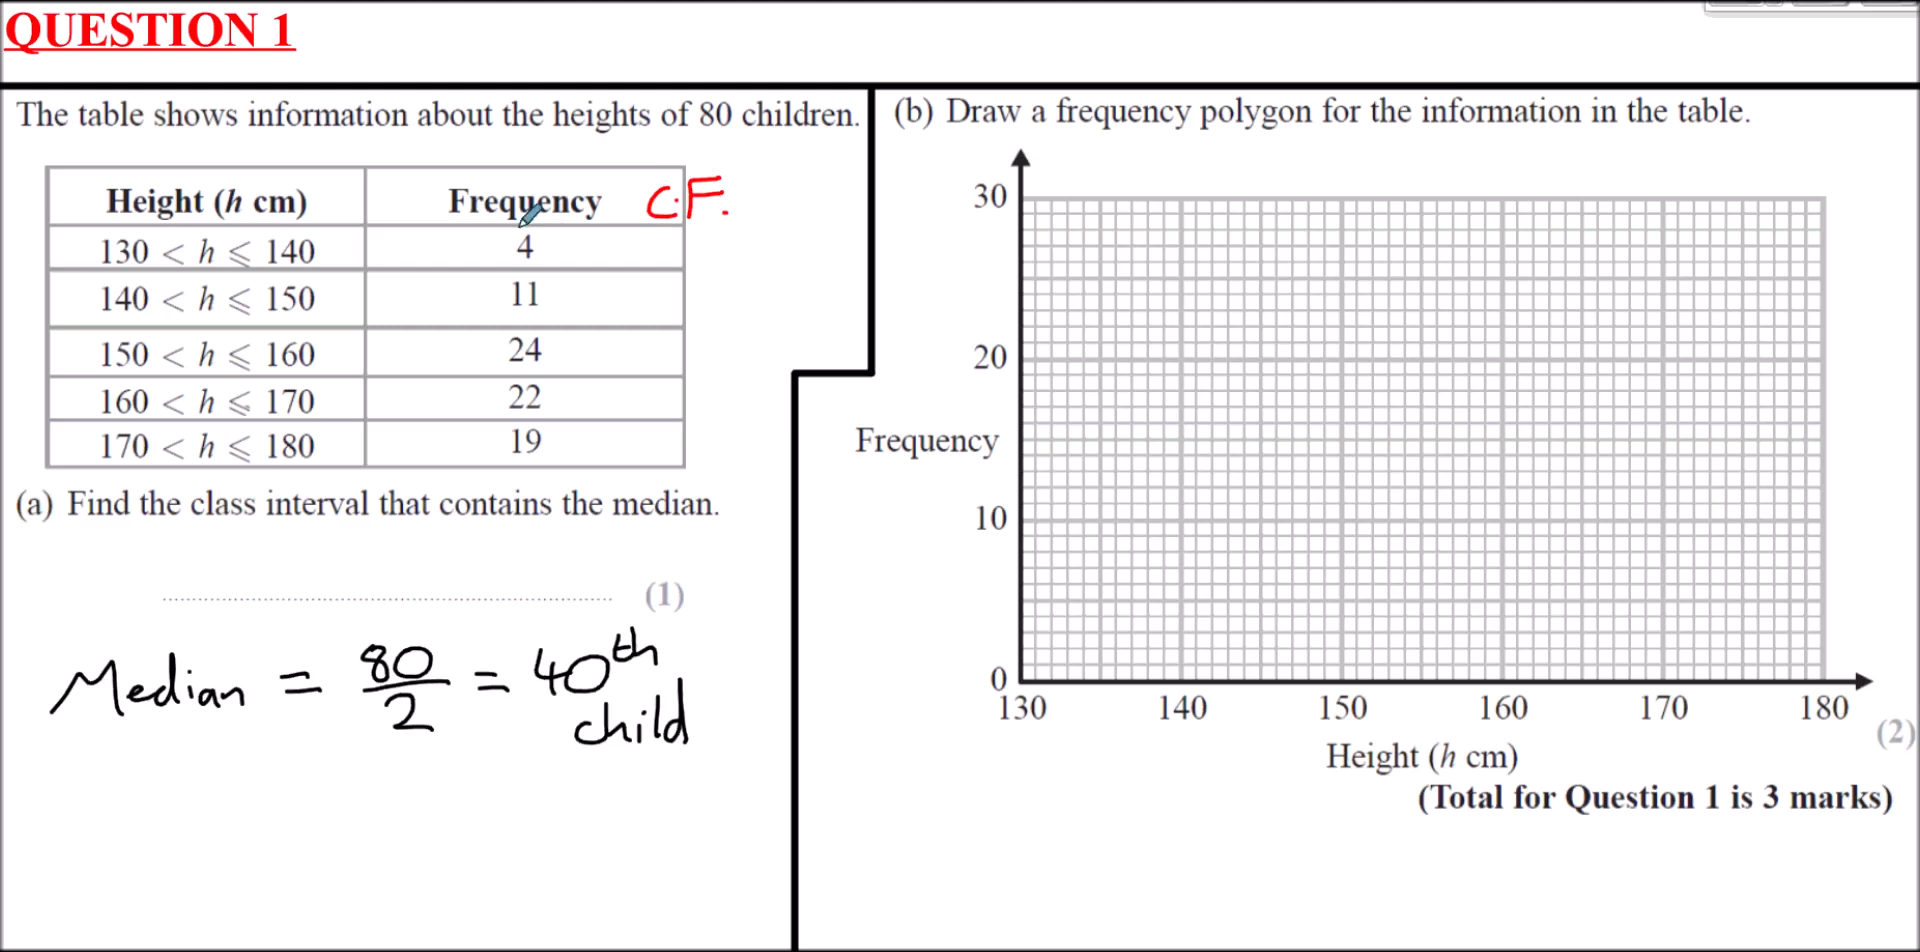 QUESTION 1
The table shows information about the heights of 80 children.
Height (h cm) Frequency C.F.
130 < h ⩽ 140 4
140 < h ⩽ 150 11
150 < h ⩽ 160 24
160 < h ⩽ 170 22
170 < h ⩽ 180 19
(a) Find the class interval that contains the median.
(1)
Median = 80/2 = 40th
child
(b) Draw a frequency polygon for the information in the table.
30
20
Frequency
10
0
130 140 150 160 170 180
(2)
Height (h cm)
(Total for Question 1 is 3 marks)